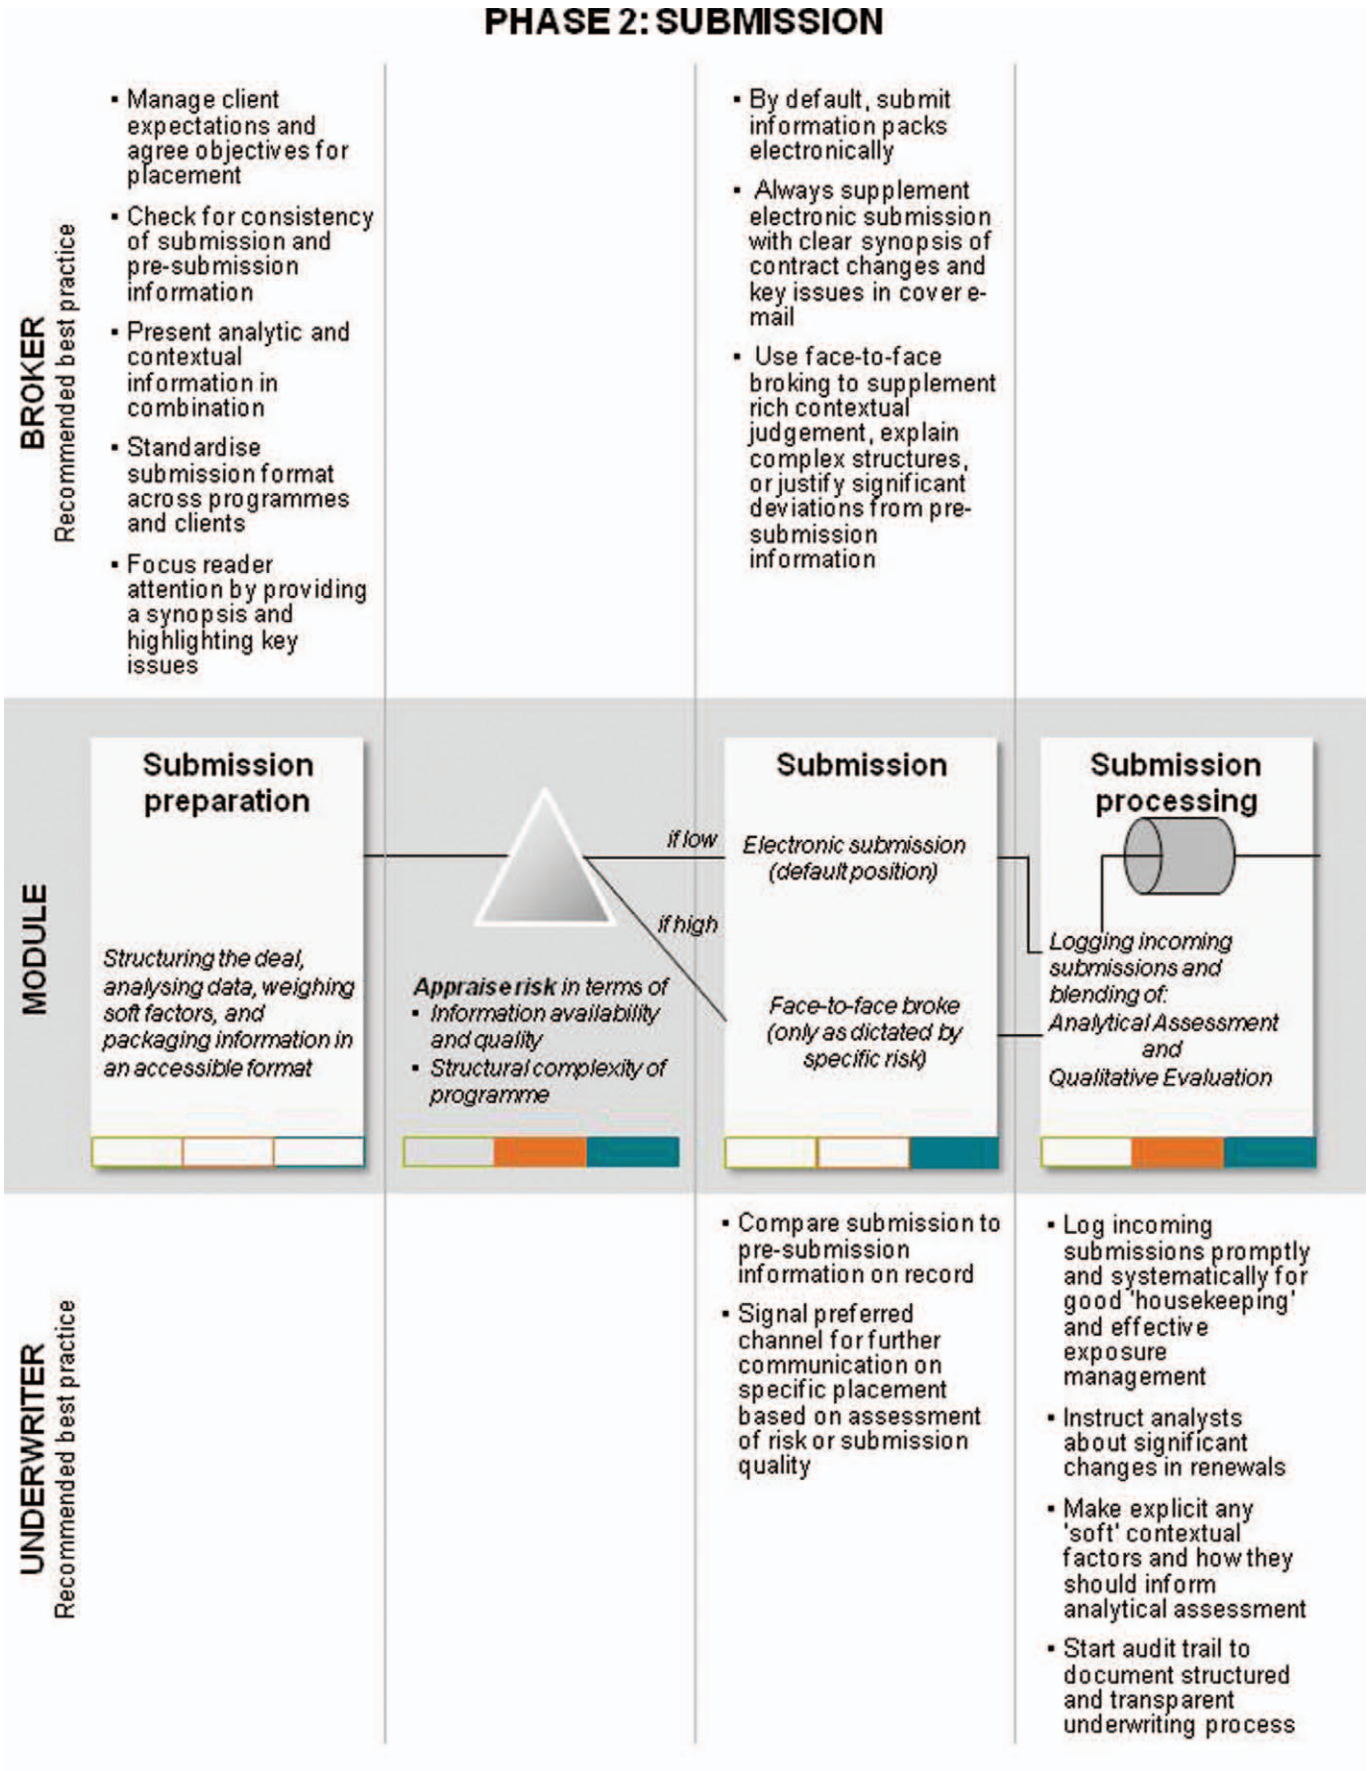 PHASE 2: SUBMISSION
BROKER
Recommended best practice
▪ Manage client
expectations and
agree objectives for
placement
▪ Check for consistency
of submission and
pre-submission
information
▪ Present analytic and
contextual
information in
combination
▪ Standardise
submission format
across programmes
and clients
▪ Focus reader
attention by providing
a synopsis and
highlighting key
issues
▪ By default, submit
information packs
electronically
▪ Always supplement
electronic submission
with clear synopsis of
contract changes and
key issues in cover e-
mail
▪ Use face-to-face
broking to supplement
rich contextual
judgement, explain
complex structures,
or justify significant
deviations from pre-
submission
information
MODULE
Submission
preparation
Structuring the deal,
analysing data, weighing
soft factors, and
packaging information in
an accessible format
if low
if high
Appraise risk in terms of
▪ Information availability
and quality
▪ Structural complexity of
programme
Submission
Electronic submission
(default position)
Face-to-face broke
(only as dictated by
specific risk)
Submission
processing
Logging incoming
submissions and
blending of:
Analytical Assessment
and
Qualitative Evaluation
UNDERWRITER
Recommended best practice
▪ Compare submission to
pre-submission
information on record
▪ Signal preferred
channel for further
communication on
specific placement
based on assessment
of risk or submission
quality
▪ Log incoming
submissions promptly
and systematically for
good 'housekeeping'
and effective
exposure
management
▪ Instruct analysts
about significant
changes in renewals
▪ Make explicit any
'soft' contextual
factors and how they
should inform
analytical assessment
▪ Start audit trail to
document structured
and transparent
underwriting process